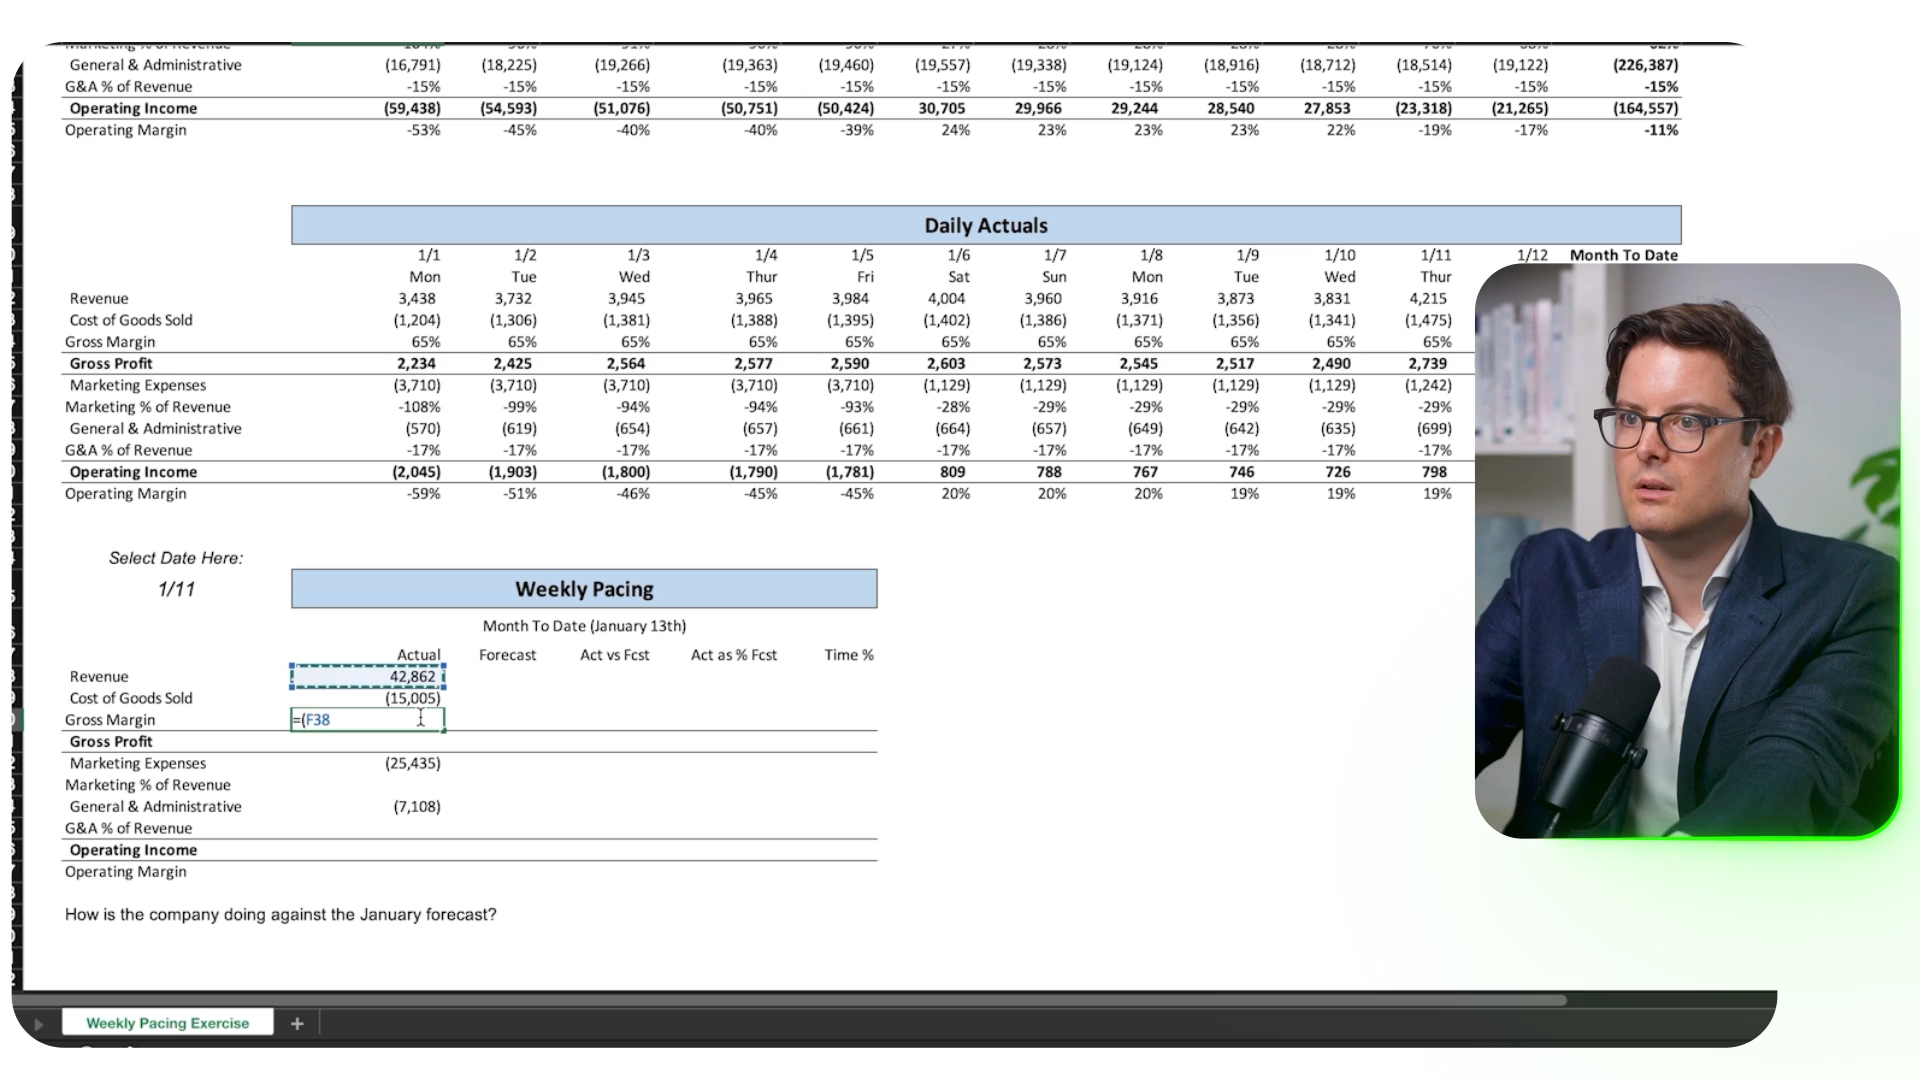 General & Administrative (16,791) (18,225) (19,266) (19,363) (19,460) (19,557) (19,338) (19,124) (18,916) (18,712) (18,514) (19,122) (226,387)
G&A % of Revenue -15% -15% -15% -15% -15% -15% -15% -15% -15% -15% -15% -15% -15%
Operating Income (59,438) (54,593) (51,076) (50,751) (50,424) 30,705 29,966 29,244 28,540 27,853 (23,318) (21,265) (164,557)
Operating Margin -53% -45% -40% -40% -39% 24% 23% 23% 23% 22% -19% -17% -11%
Daily Actuals
1/1 1/2 1/3 1/4 1/5 1/6 1/7 1/8 1/9 1/10 1/11 1/12 Month To Date
Mon Tue Wed Thur Fri Sat Sun Mon Tue Wed Thur
Revenue 3,438 3,732 3,945 3,965 3,984 4,004 3,960 3,916 3,873 3,831 4,215
Cost of Goods Sold (1,204) (1,306) (1,381) (1,388) (1,395) (1,402) (1,386) (1,371) (1,356) (1,341) (1,475)
Gross Margin 65% 65% 65% 65% 65% 65% 65% 65% 65% 65% 65%
Gross Profit 2,234 2,425 2,564 2,577 2,590 2,603 2,573 2,545 2,517 2,490 2,739
Marketing Expenses (3,710) (3,710) (3,710) (3,710) (3,710) (1,129) (1,129) (1,129) (1,129) (1,129) (1,242)
Marketing % of Revenue -108% -99% -94% -94% -93% -28% -29% -29% -29% -29% -29%
General & Administrative (570) (619) (654) (657) (661) (664) (657) (649) (642) (635) (699)
G&A % of Revenue -17% -17% -17% -17% -17% -17% -17% -17% -17% -17% -17%
Operating Income (2,045) (1,903) (1,800) (1,790) (1,781) 809 788 767 746 726 798
Operating Margin -59% -51% -46% -45% -45% 20% 20% 20% 19% 19% 19%
Select Date Here:
1/11
Weekly Pacing
Month To Date (January 13th)
Actual Forecast Act vs Fcst Act as % Fcst Time %
Revenue 42,862
Cost of Goods Sold (15,005)
Gross Margin =(F38
Gross Profit
Marketing Expenses (25,435)
Marketing % of Revenue
General & Administrative (7,108)
G&A % of Revenue
Operating Income
Operating Margin
How is the company doing against the January forecast?
Weekly Pacing Exercise +